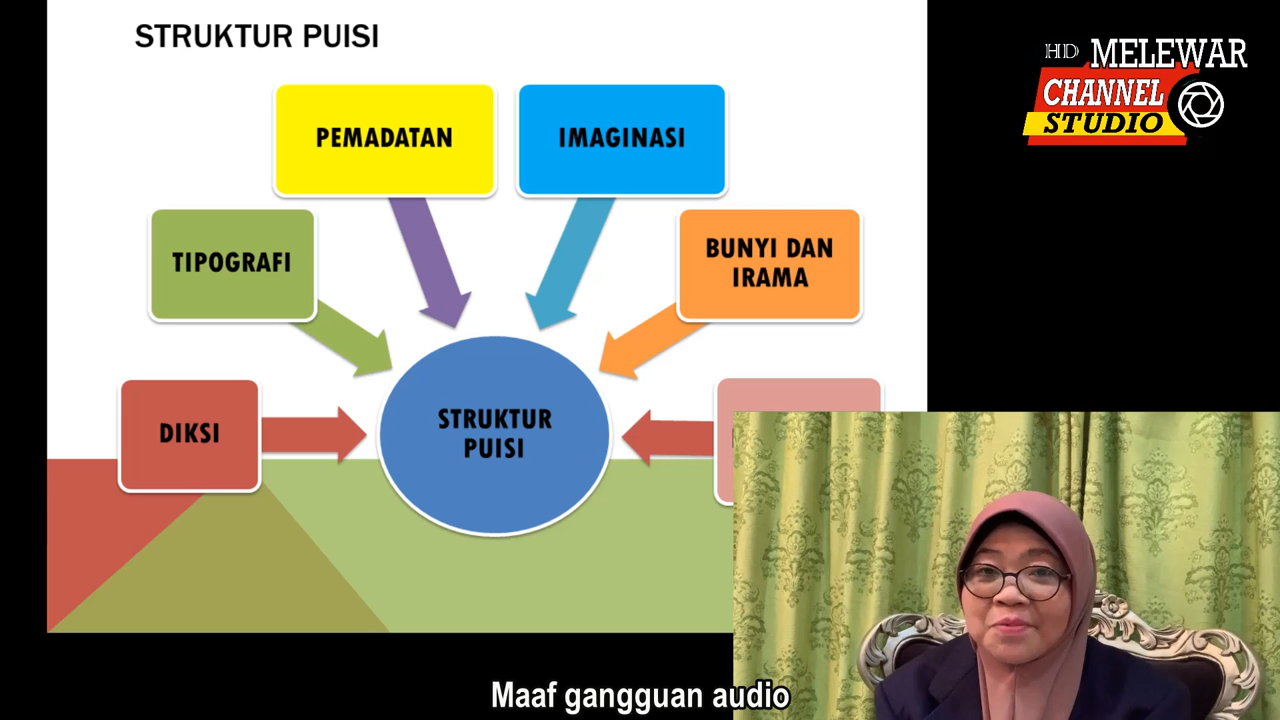 STRUKTUR PUISI
HD MELEWAR
CHANNEL
STUDIO
PEMADATAN
IMAGINASI
TIPOGRAFI
BUNYI DAN
IRAMA
DIKSI
STRUKTUR
PUISI
Maaf gangguan audio